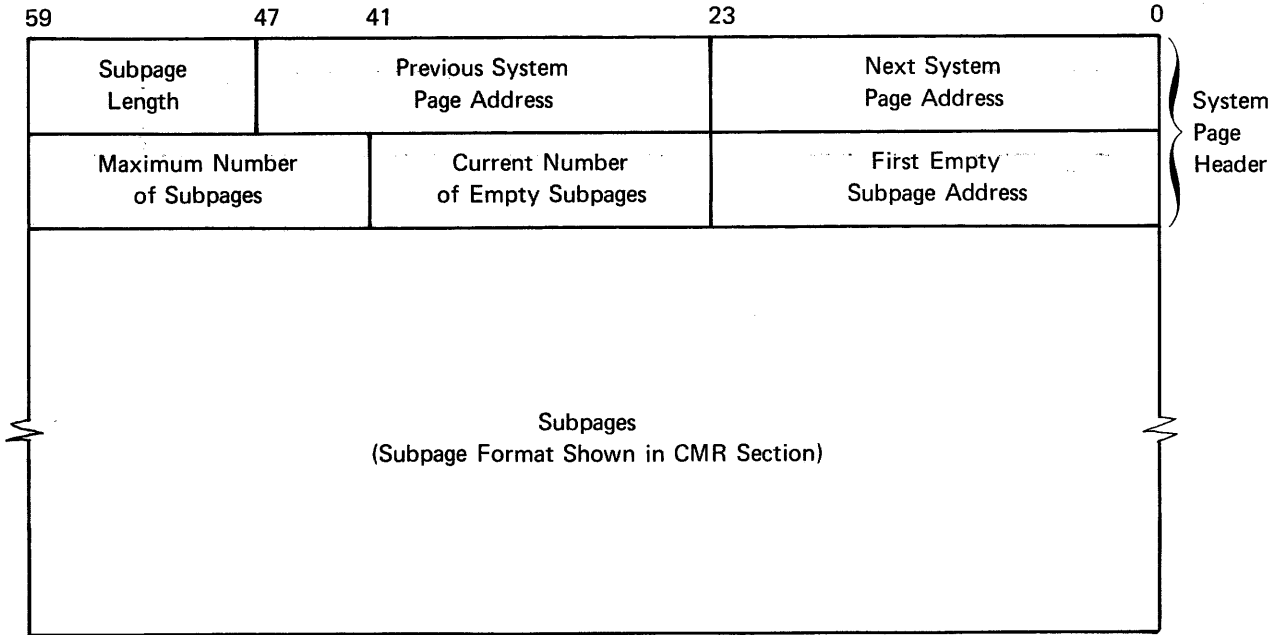 59 47 41 23 0
Subpage
Length
Previous System
Page Address
Next System
Page Address
System
Page
Header
Maximum Number
of Subpages
Current Number
of Empty Subpages
First Empty
Subpage Address
Subpages
(Subpage Format Shown in CMR Section)